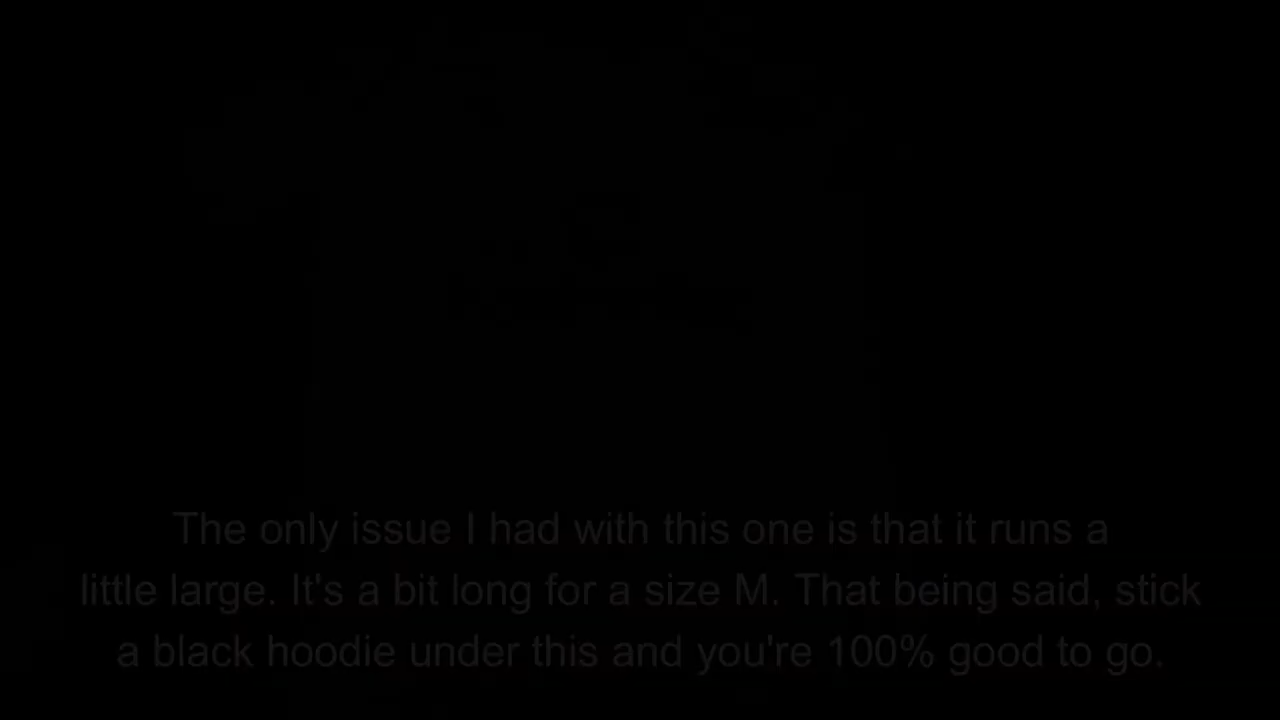 The only issue I had with this one is that it runs a
little large. It's a bit long for a size M. That being said, stick
a black hoodie under this and you're 100% good to go.